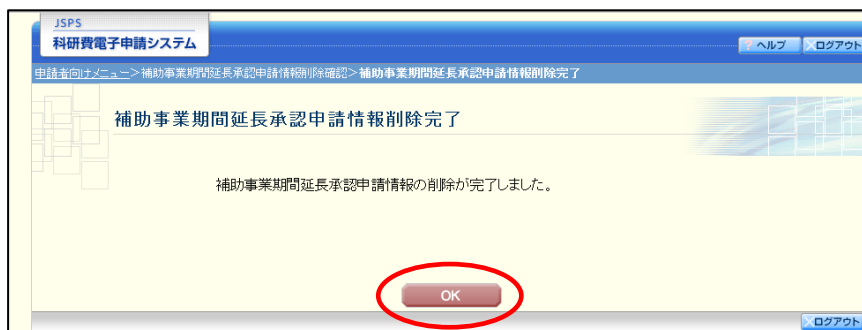 JSPS
科研費電子申請システム
? ヘルプ
×ログアウト
申請者向けメニュー>補助事業期間延長承認申請情報削除確認>補助事業期間延長承認申請情報削除完了
補助事業期間延長承認申請情報削除完了
補助事業期間延長承認申請情報の削除が完了しました。
OK
×ログアウト